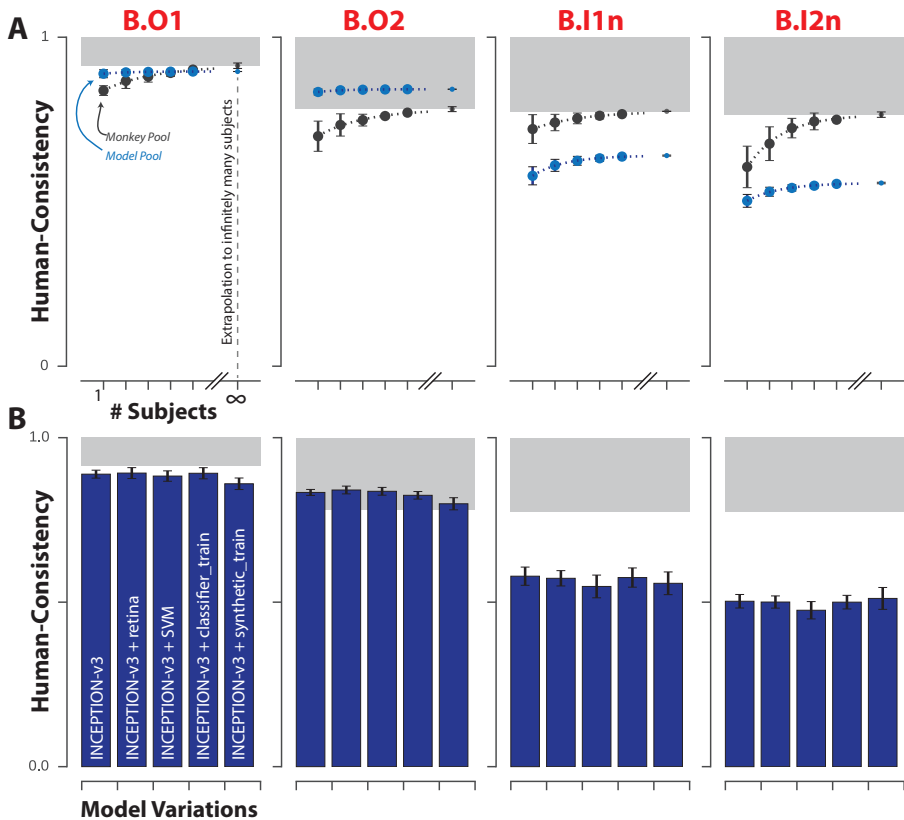 B.O1
B.O2
B.I1n
B.I2n
A
1
Human-Consistency
0
Monkey Pool
Model Pool
Extrapolation to infinitely many subjects
1
∞
# Subjects
B
1.0
Human-Consistency
0.0
INCEPTION-v3
INCEPTION-v3 + retina
INCEPTION-v3 + SVM
INCEPTION-v3 + classifier_train
INCEPTION-v3 + synthetic_train
Model Variations